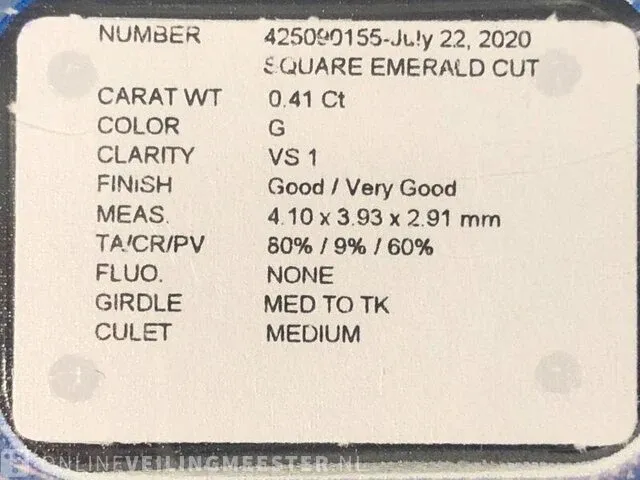 NUMBER 425090155-July 22, 2020
SQUARE EMERALD CUT
CARAT WT 0.41 Ct
COLOR G
CLARITY VS 1
FINISH Good / Very Good
MEAS. 4.10 x 3.93 x 2.91 mm
TA/CR/PV 80% / 9% / 60%
FLUO. NONE
GIRDLE MED TO TK
CULET MEDIUM
ONLINEVEILINGMEESTER.NL